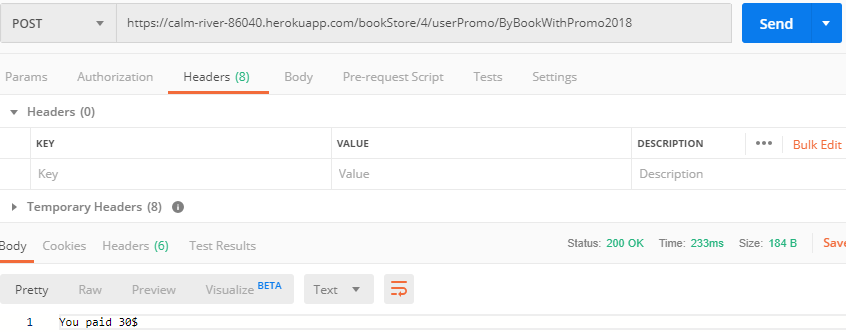 POST https://calm-river-86040.herokuapp.com/bookStore/4/userPromo/ByBookWithPromo2018 Send
Params Authorization Headers (8) Body Pre-request Script Tests Settings
Headers (0)
KEY VALUE DESCRIPTION ••• Bulk Edit
Key Value Description
Temporary Headers (8) i
Body Cookies Headers (6) Test Results Status: 200 OK Time: 233ms Size: 184 B Save
Pretty Raw Preview Visualize BETA Text
1 You paid 30$